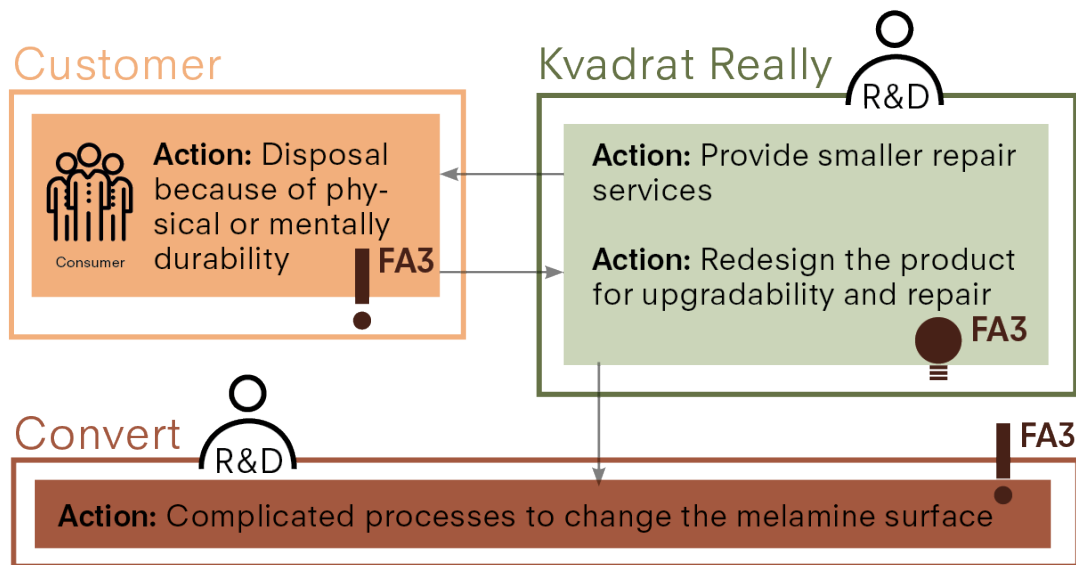 Customer
Consumer
Action: Disposal
because of phy-
sical or mentally
durability
FA3
Kvadrat Really
R&D
Action: Provide smaller repair
services
Action: Redesign the product
for upgradability and repair
FA3
Convert
R&D
FA3
Action: Complicated processes to change the melamine surface